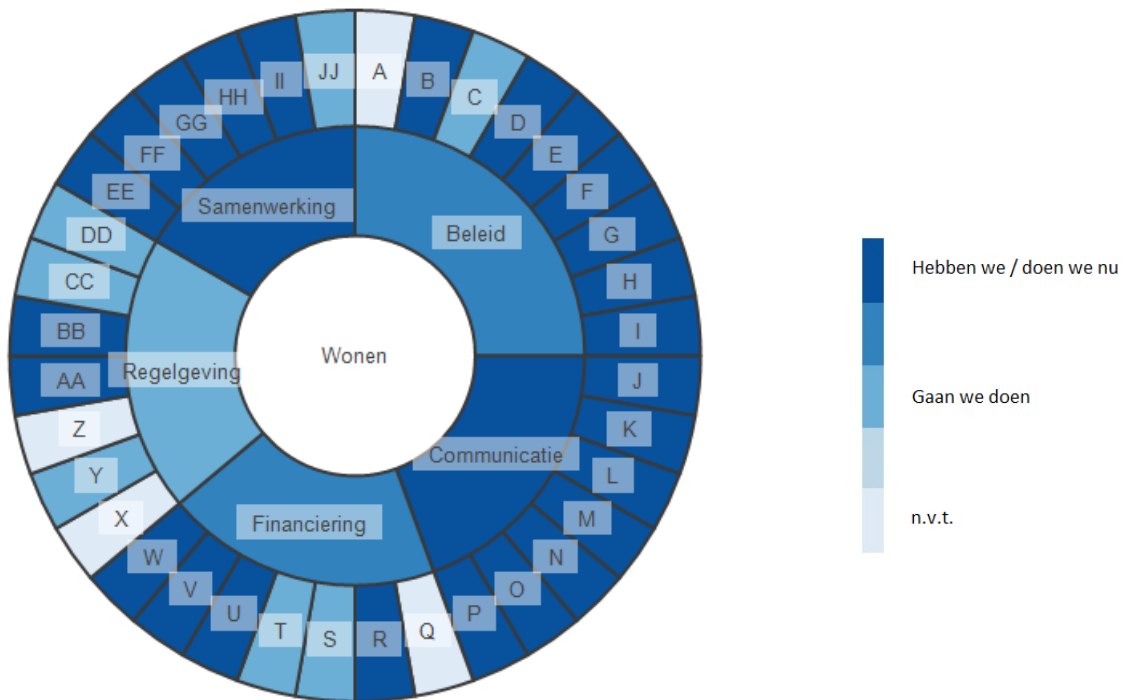 A
B
C
D
E
F
G
H
I
J
K
L
M
N
O
P
Q
R
S
T
U
V
W
X
Y
Z
AA
BB
CC
DD
EE
FF
GG
HH
II
JJ
Samenwerking
Beleid
Wonen
Regelgeving
Communicatie
Financiering
Hebben we / doen we nu
Gaan we doen
n.v.t.